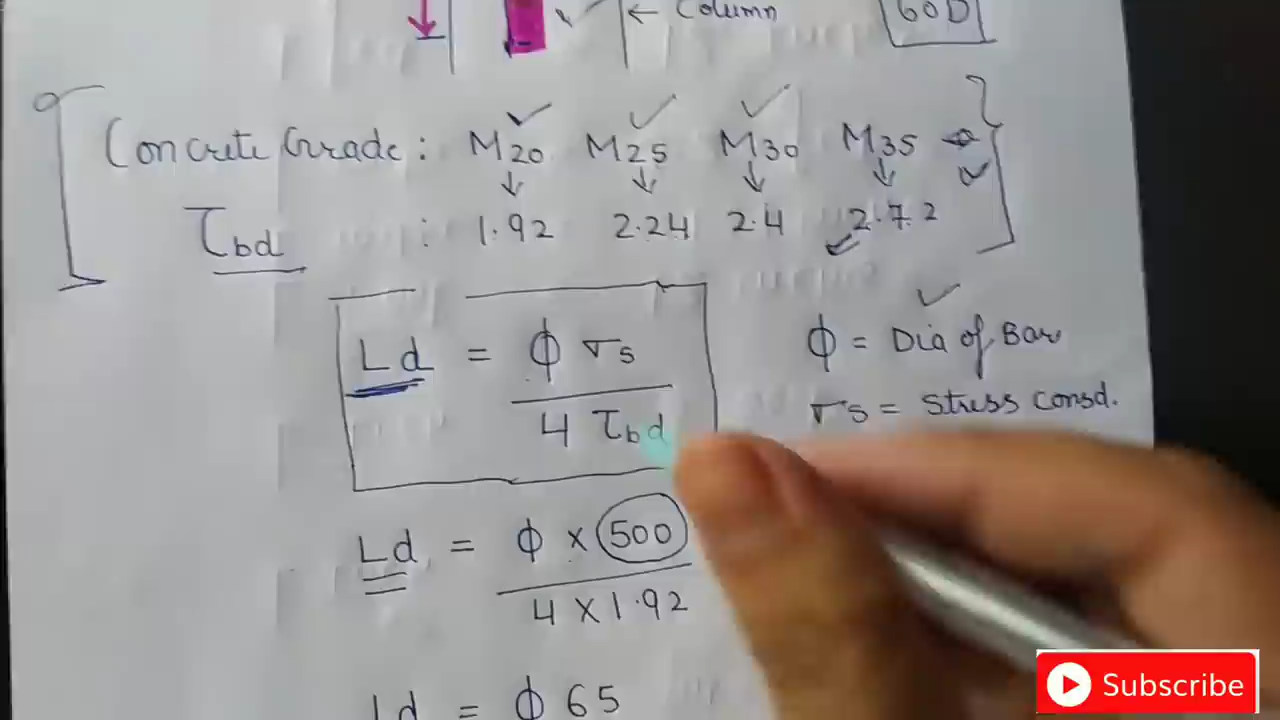 ← Column
60D
Concrete Grade : M20 M25 M30 M35
↓ ↓ ↓ ↓
τbd : 1.92 2.24 2.4 2.72
Ld = ϕ σs
4 τbd
ϕ = Dia of Bar
σs = Stress consd.
Ld = ϕ x 500
4 x 1.92
Ld = ϕ 65
Subscribe